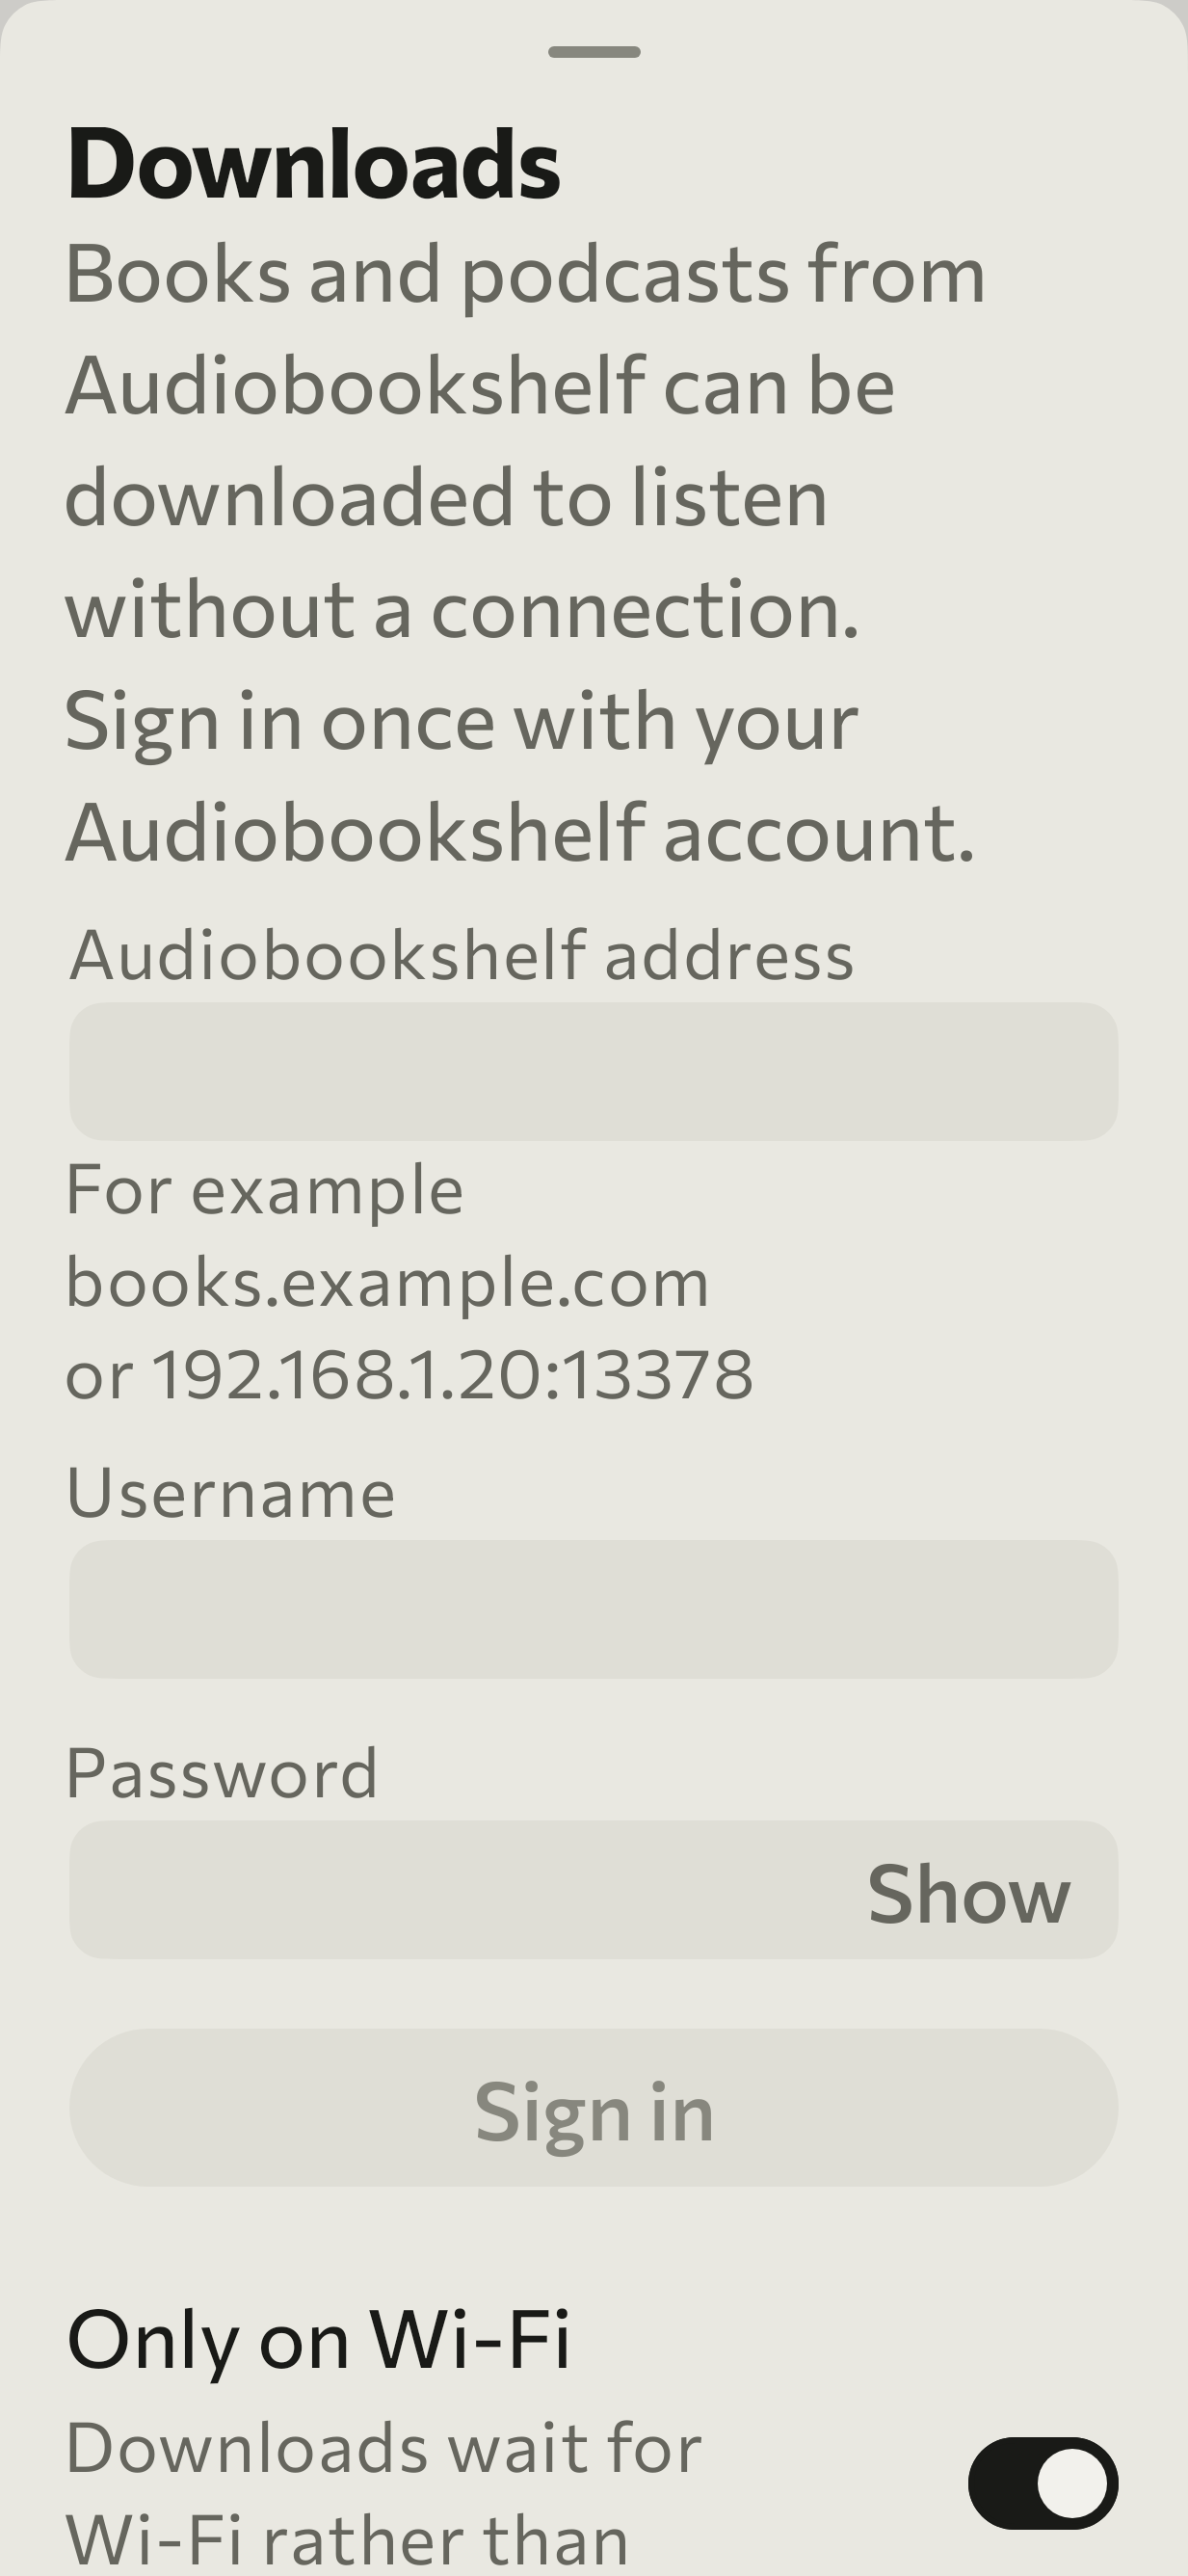 Downloads
Books and podcasts from
Audiobookshelf can be
downloaded to listen
without a connection.
Sign in once with your
Audiobookshelf account.
Audiobookshelf address
For example
books.example.com
or 192.168.1.20:13378
Username
Password
Show
Sign in
Only on Wi-Fi
Downloads wait for
Wi-Fi rather than